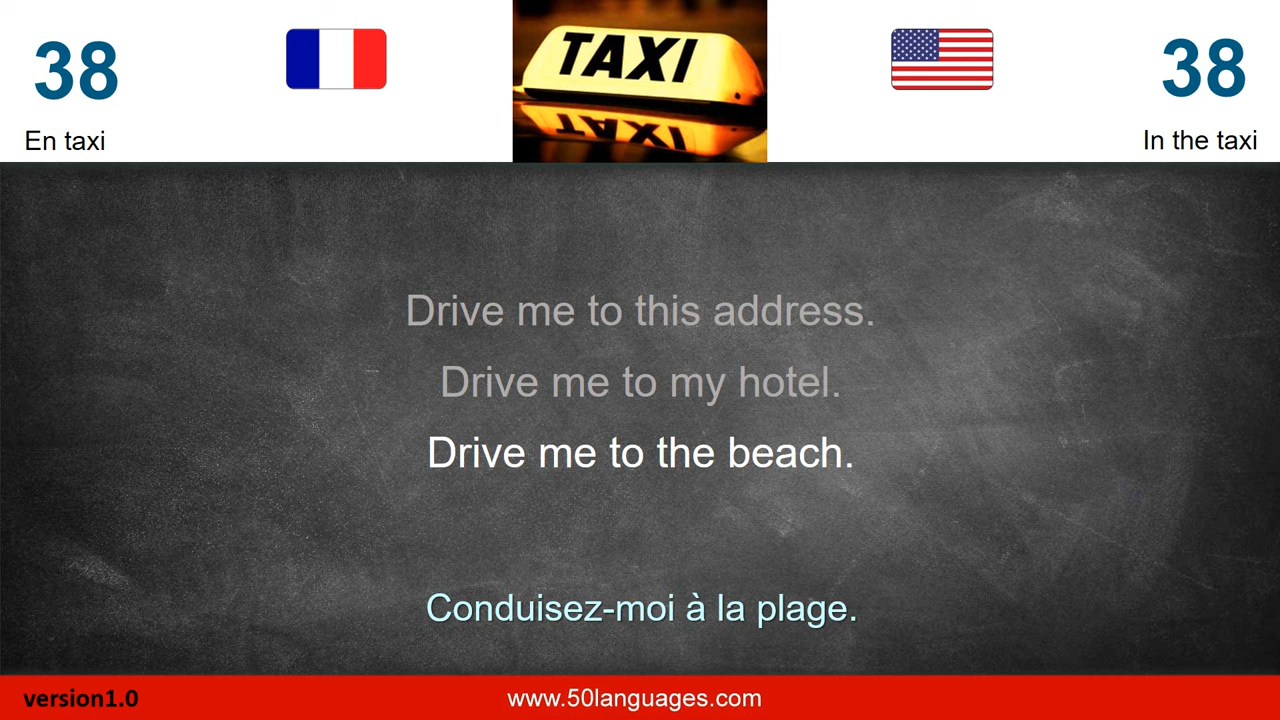 38
38
En taxi
TAXI
In the taxi
Drive me to this address.
Drive me to my hotel.
Drive me to the beach.
Conduisez-moi à la plage.
version1.0
www.50languages.com